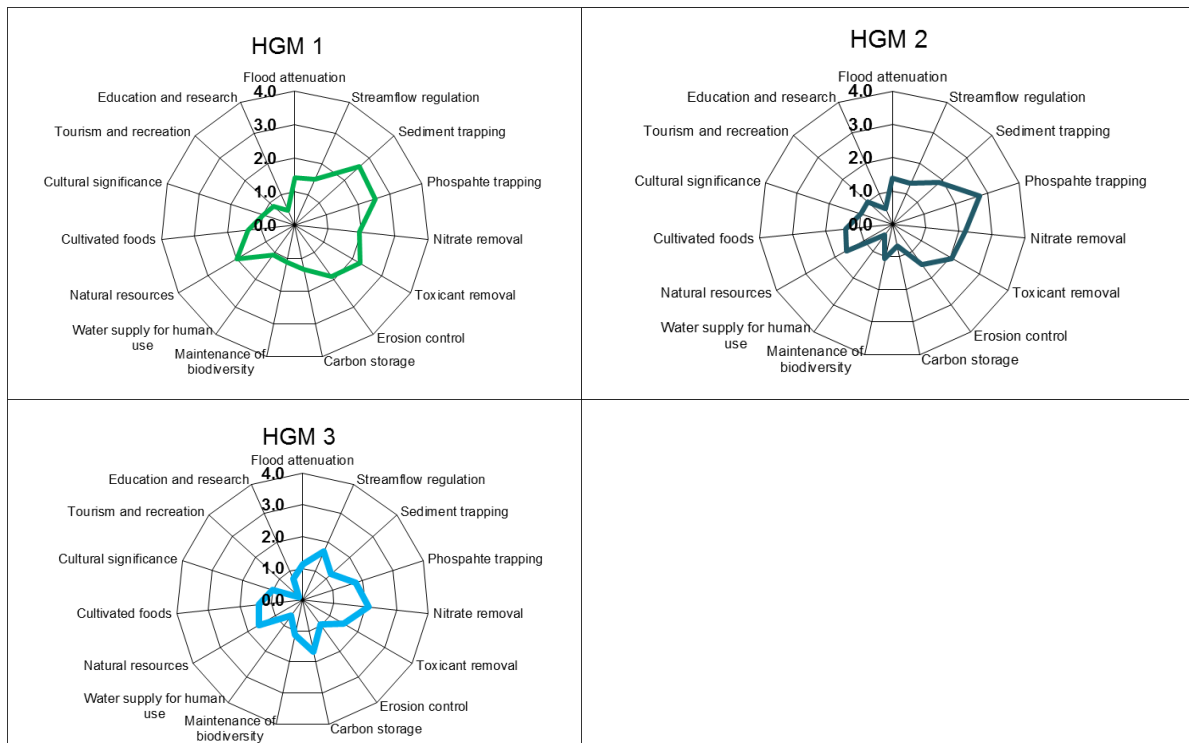 HGM 1
Flood attenuation
4.0
Education and research
Streamflow regulation
3.0
Tourism and recreation
Sediment trapping
2.0
Cultural significance
Phospahte trapping
1.0
0.0
Cultivated foods
Nitrate removal
Natural resources
Toxicant removal
Water supply for human
use
Erosion control
Maintenance of
biodiversity
Carbon storage
HGM 2
Flood attenuation
4.0
Education and research
Streamflow regulation
3.0
Tourism and recreation
Sediment trapping
2.0
Cultural significance
Phospahte trapping
1.0
0.0
Cultivated foods
Nitrate removal
Natural resources
Toxicant removal
Water supply for human
use
Erosion control
Maintenance of
biodiversity
Carbon storage
HGM 3
Flood attenuation
4.0
Education and research
Streamflow regulation
3.0
Tourism and recreation
Sediment trapping
2.0
Cultural significance
Phospahte trapping
1.0
0.0
Cultivated foods
Nitrate removal
Natural resources
Toxicant removal
Water supply for human
use
Erosion control
Maintenance of
biodiversity
Carbon storage